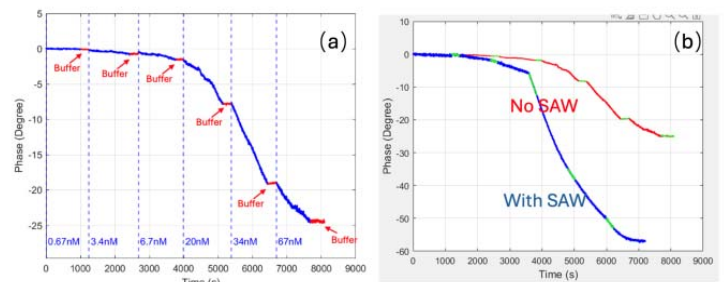 (a)
5
0
-5
-10
-15
-20
-25
Phase (Degree)
Buffer
Buffer
Buffer
Buffer
Buffer
Buffer
0.67nM 3.4nM 6.7nM 20nM 34nM 67nM
0 1000 2000 3000 4000 5000 6000 7000 8000 9000
Time (s)
(b)
10
0
-10
-20
-30
-40
-50
-60
Phase (Degree)
No SAW
With SAW
0 1000 2000 3000 4000 5000 6000 7000 8000 9000
Time (s)